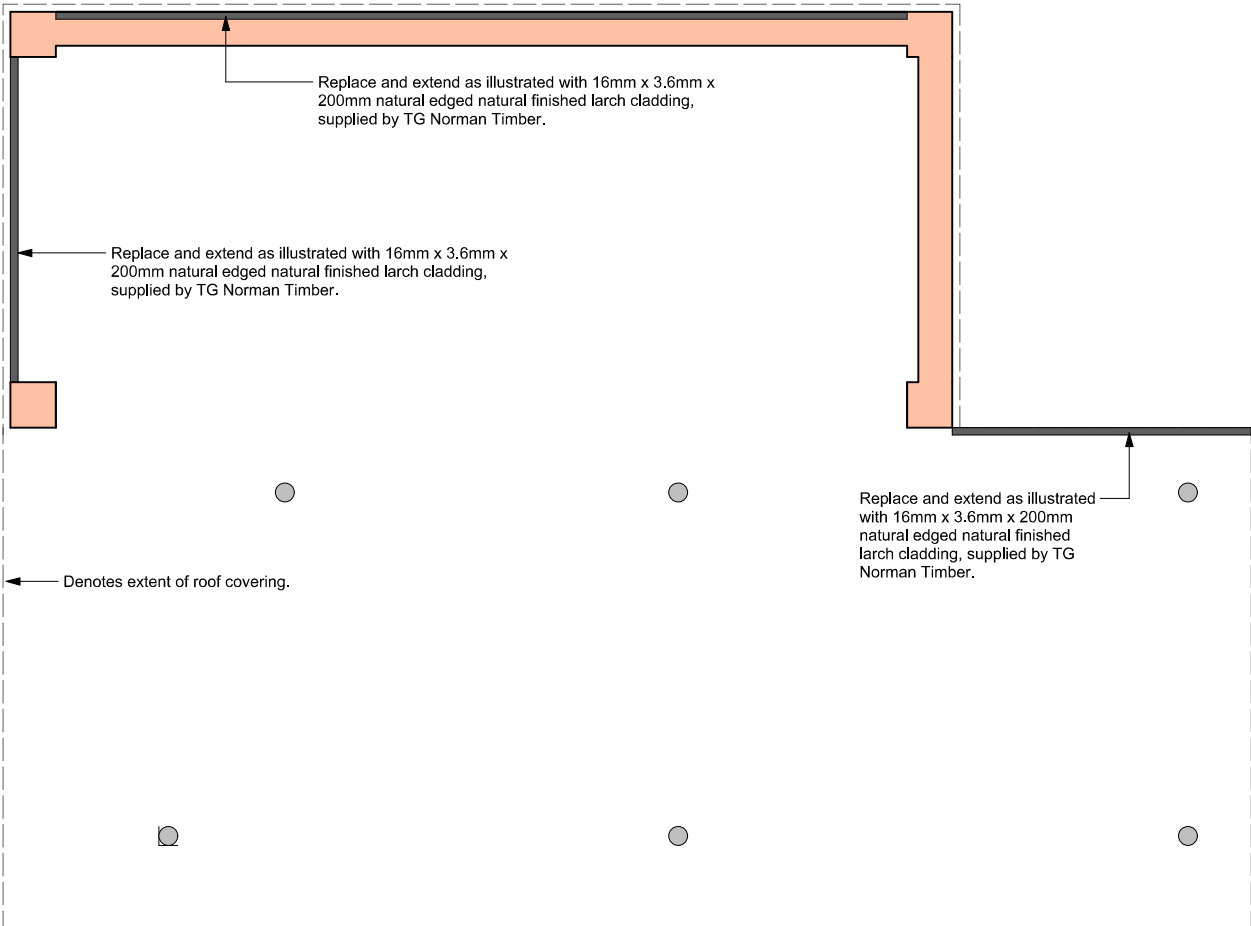 Replace and extend as illustrated with 16mm x 3.6mm x
200mm natural edged natural finished larch cladding,
supplied by TG Norman Timber.
Replace and extend as illustrated with 16mm x 3.6mm x
200mm natural edged natural finished larch cladding,
supplied by TG Norman Timber.
Replace and extend as illustrated
with 16mm x 3.6mm x 200mm
natural edged natural finished
larch cladding, supplied by TG
Norman Timber.
Denotes extent of roof covering.